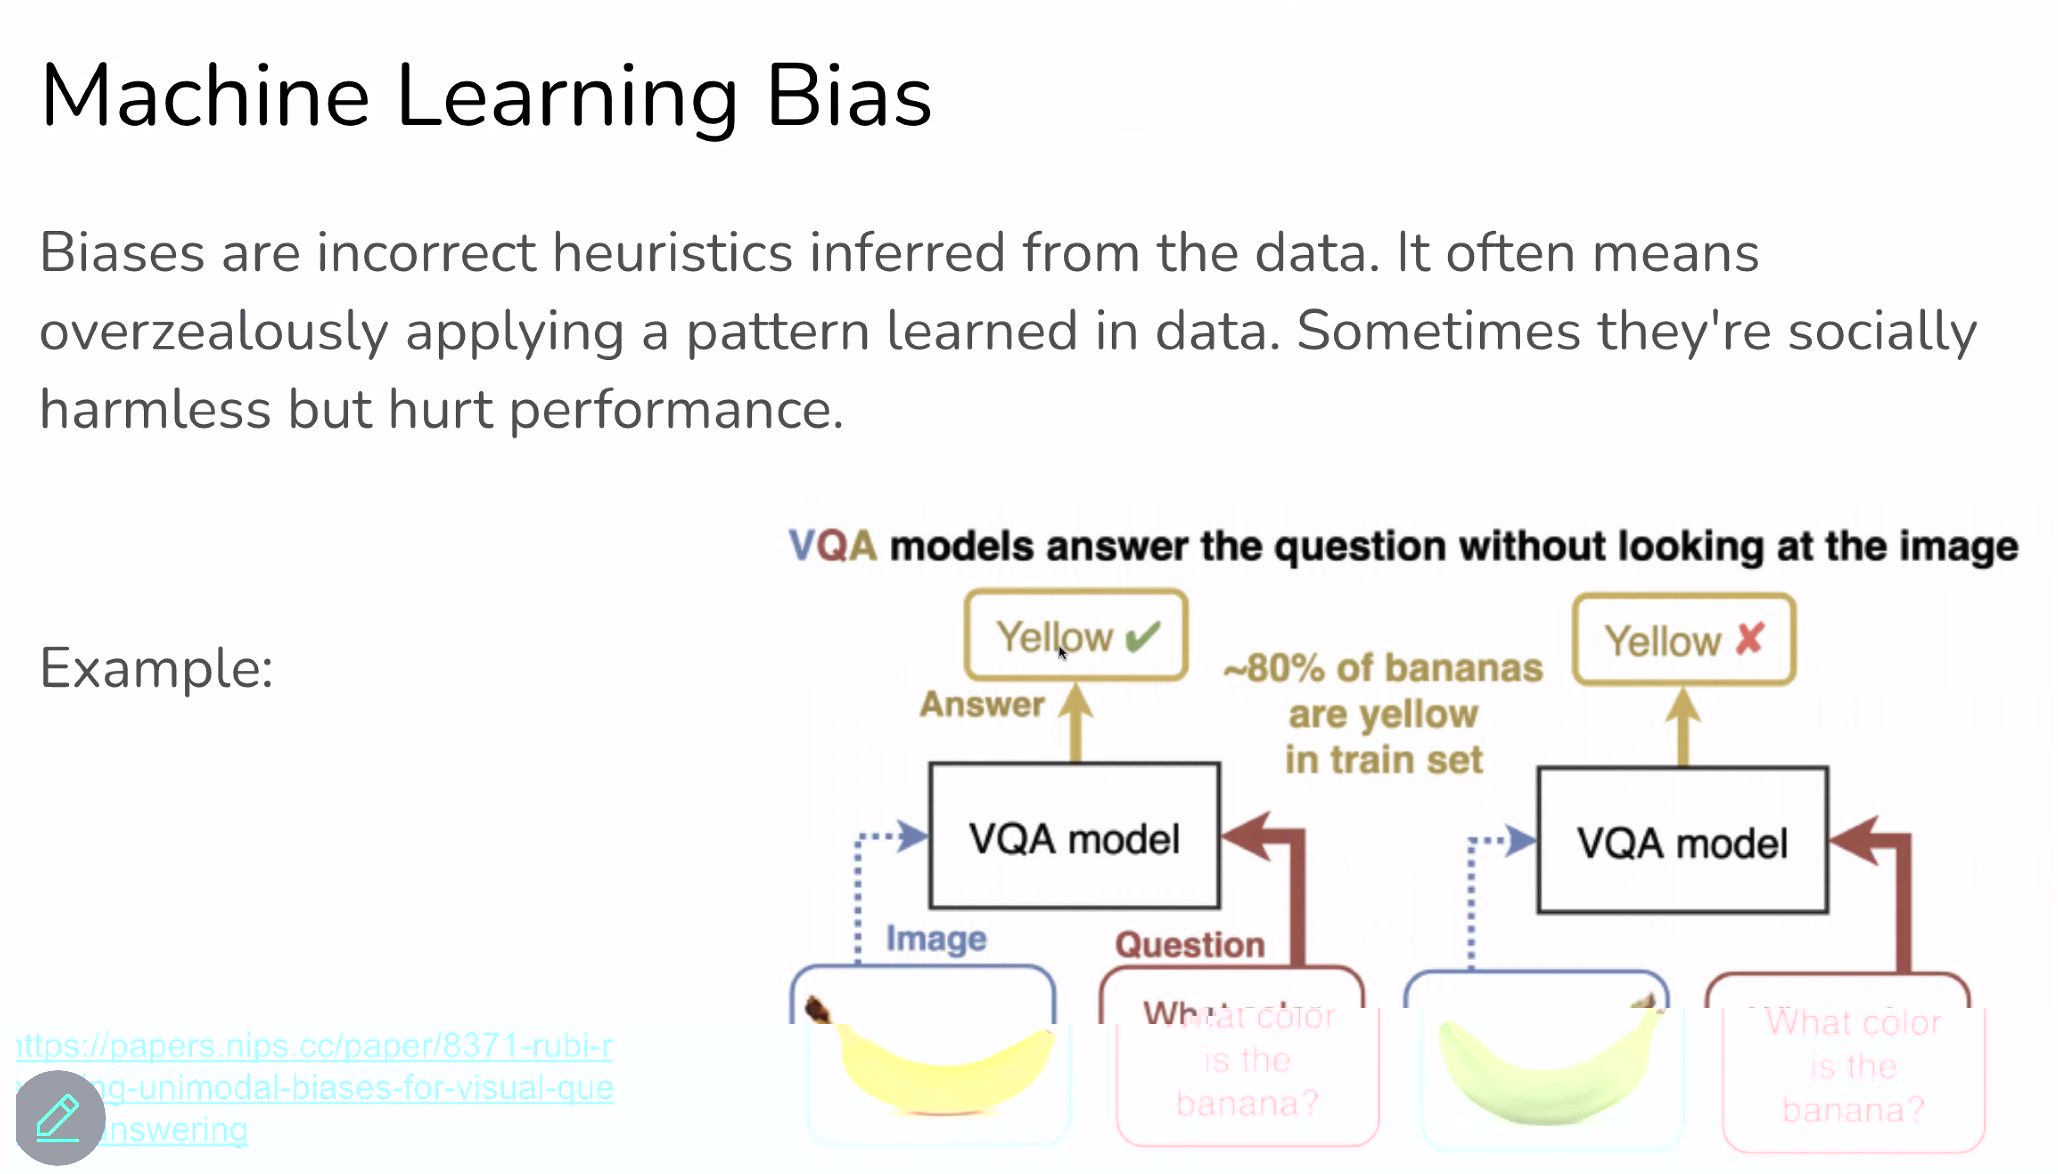 Machine Learning Bias
Biases are incorrect heuristics inferred from the data. It often means
overzealously applying a pattern learned in data. Sometimes they're socially
harmless but hurt performance.
Example:
VQA models answer the question without looking at the image
Yellow ✔
Yellow ✘
~80% of bananas
are yellow
in train set
Answer
VQA model
VQA model
Image
Question
What color
is the
banana?
What color
is the
banana?
ttps://papers.nips.cc/paper/8371-rubi-r
ng-unimodal-biases-for-visual-que
nswering